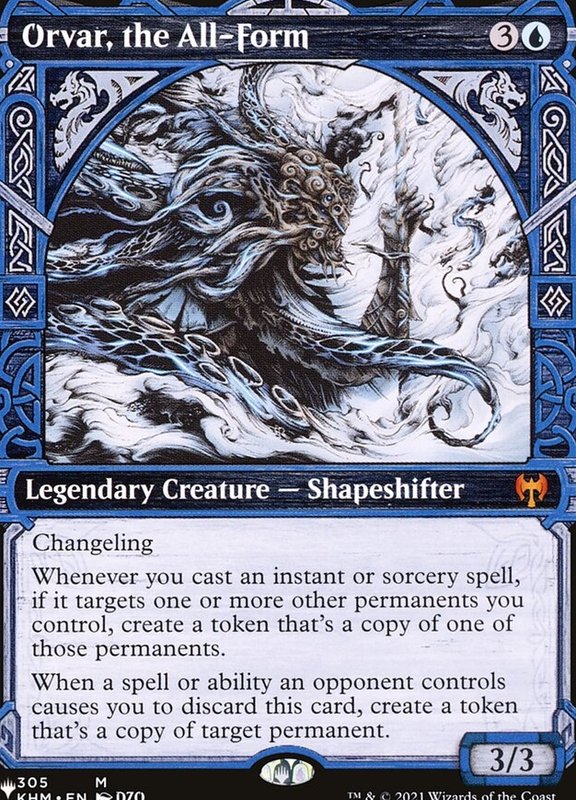 Orvar, the All-Form
3
Legendary Creature — Shapeshifter
Changeling
Whenever you cast an instant or sorcery spell,
if it targets one or more other permanents you
control, create a token that's a copy of one of
those permanents.
When a spell or ability an opponent controls
causes you to discard this card, create a token
that's a copy of target permanent.
3/3
305 M
KHM • EN DZO
™ & © 2021 Wizards of the Coast